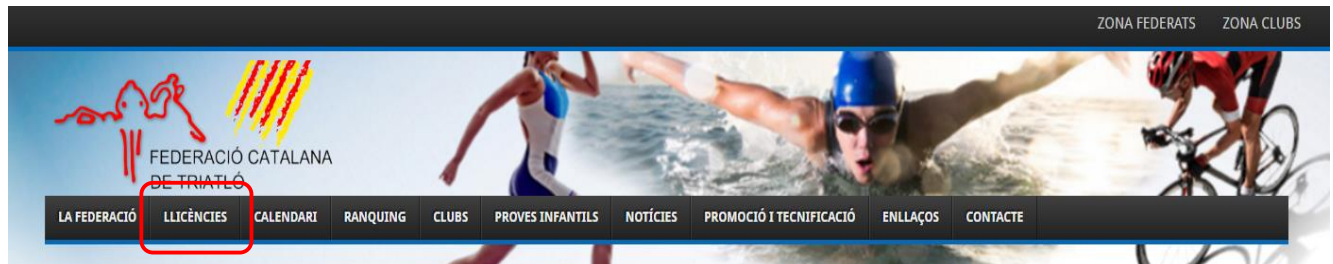 ZONA FEDERATS ZONA CLUBS
FEDERACIÓ CATALANA
DE TRIATLÓ
LA FEDERACIÓ LLICÈNCIES CALENDARI RANQUING CLUBS PROVES INFANTILS NOTÍCIES PROMOCIÓ I TECNIFICACIÓ ENLLAÇOS CONTACTE